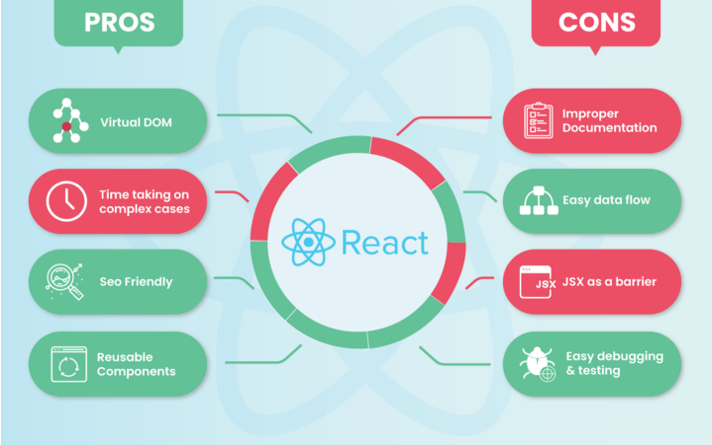 PROS
CONS
Virtual DOM
Time taking on
complex cases
Seo Friendly
Reusable
Components
React
Improper
Documentation
Easy data flow
JSX
JSX as a barrier
Easy debugging
& testing